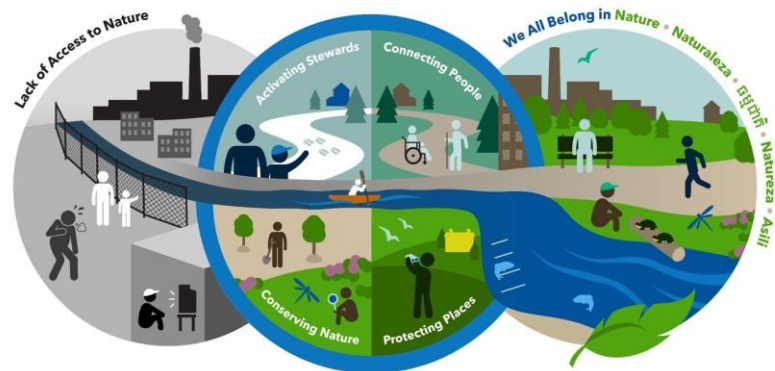 Lack of Access to Nature
Activating Stewards
Connecting People
Conserving Nature
Protecting Places
We All Belong in Nature • Naturaleza • ធម្មជាតិ • Natureza • Asili